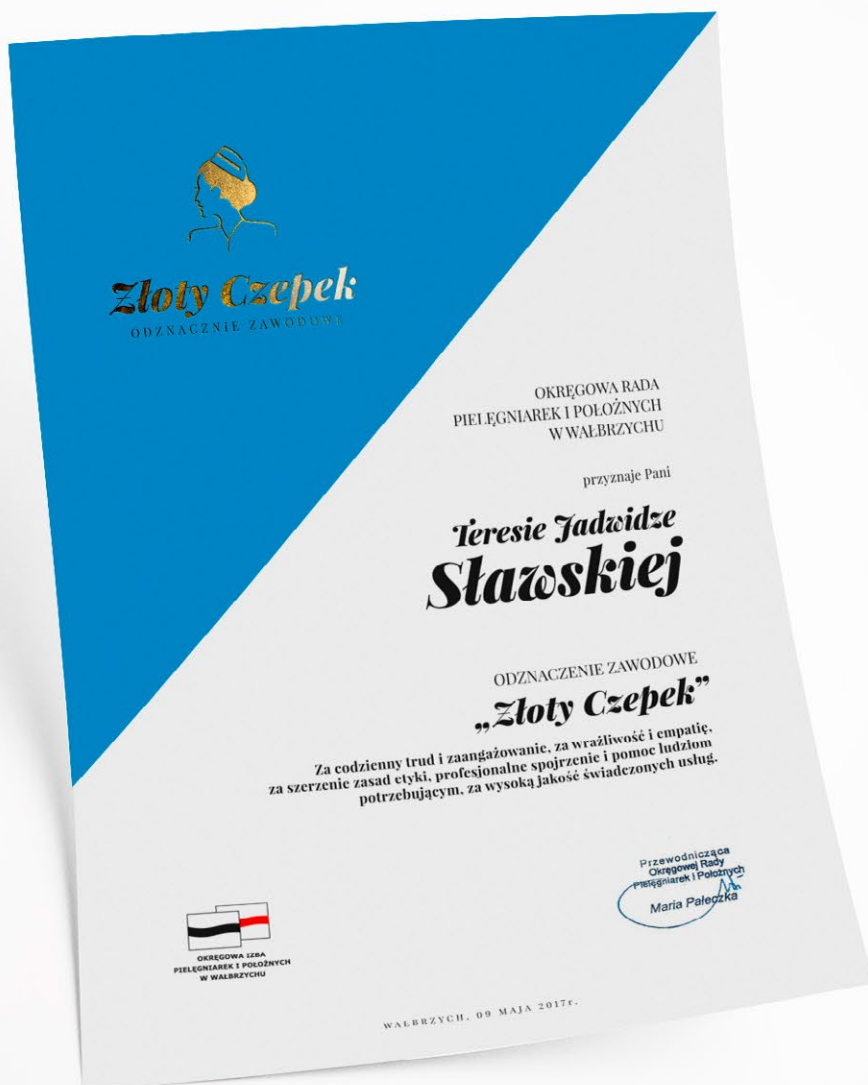 Złoty Czepek
ODZNACZNIE ZAWODOWE
OKRĘGOWA RADA
PIELĘGNIAREK I POŁOŻNYCH
W WAŁBRZYCHU
przyznaje Pani
Teresie Jadwidze
Sławskiej
ODZNACZENIE ZAWODOWE
„Złoty Czepek”
Za codzienny trud i zaangażowanie, za wrażliwość i empatię,
za szerzenie zasad etyki, profesjonalne spojrzenie i pomoc ludziom
potrzebującym, za wysoką jakość świadczonych usług.
Przewodnicząca
Okręgowej Rady
Pielęgniarek i Położnych
Maria Pałeczka
OKRĘGOWA IZBA
PIELĘGNIAREK I POŁOŻNYCH
W WAŁBRZYCHU
WAŁBRZYCH, 09 MAJA 2017r.